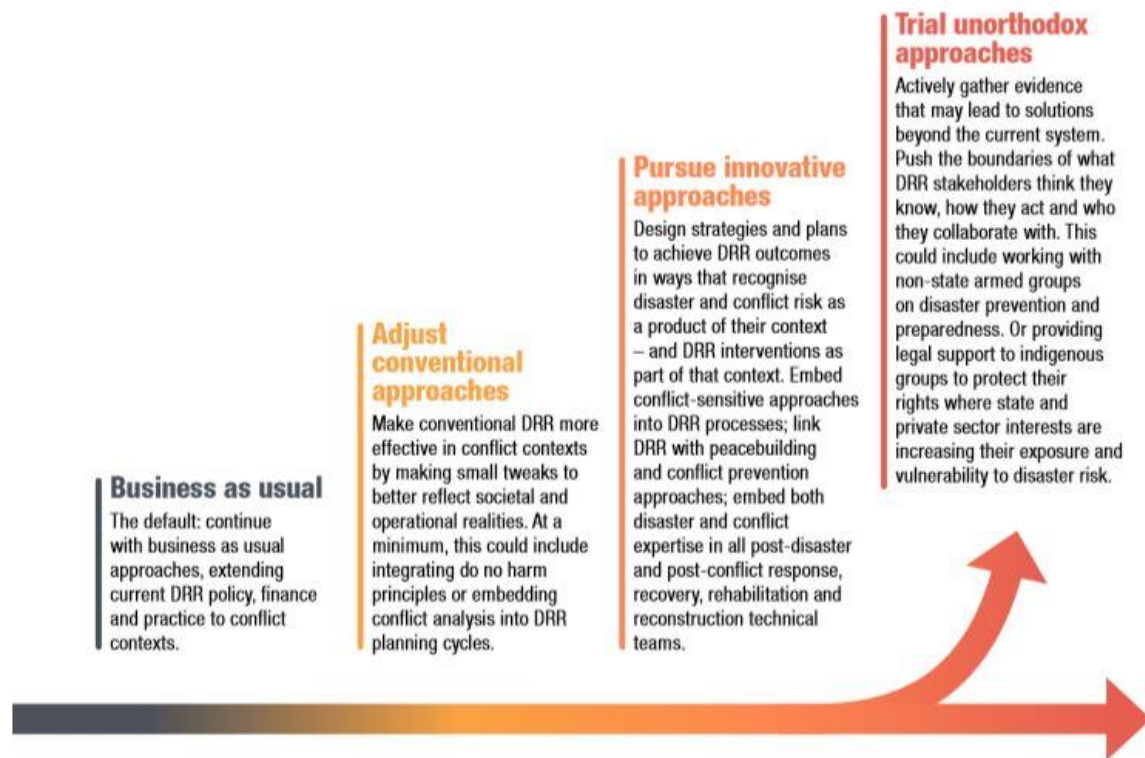 Business as usual
The default: continue
with business as usual
approaches, extending
current DRR policy, finance
and practice to conflict
contexts.
Adjust
conventional
approaches
Make conventional DRR more
effective in conflict contexts
by making small tweaks to
better reflect societal and
operational realities. At a
minimum, this could include
integrating do no harm
principles or embedding
conflict analysis into DRR
planning cycles.
Pursue innovative
approaches
Design strategies and plans
to achieve DRR outcomes
in ways that recognise
disaster and conflict risk as
a product of their context
– and DRR interventions as
part of that context. Embed
conflict-sensitive approaches
into DRR processes; link
DRR with peacebuilding
and conflict prevention
approaches; embed both
disaster and conflict
expertise in all post-disaster
and post-conflict response,
recovery, rehabilitation and
reconstruction technical
teams.
Trial unorthodox
approaches
Actively gather evidence
that may lead to solutions
beyond the current system.
Push the boundaries of what
DRR stakeholders think they
know, how they act and who
they collaborate with. This
could include working with
non-state armed groups
on disaster prevention and
preparedness. Or providing
legal support to indigenous
groups to protect their
rights where state and
private sector interests are
increasing their exposure and
vulnerability to disaster risk.